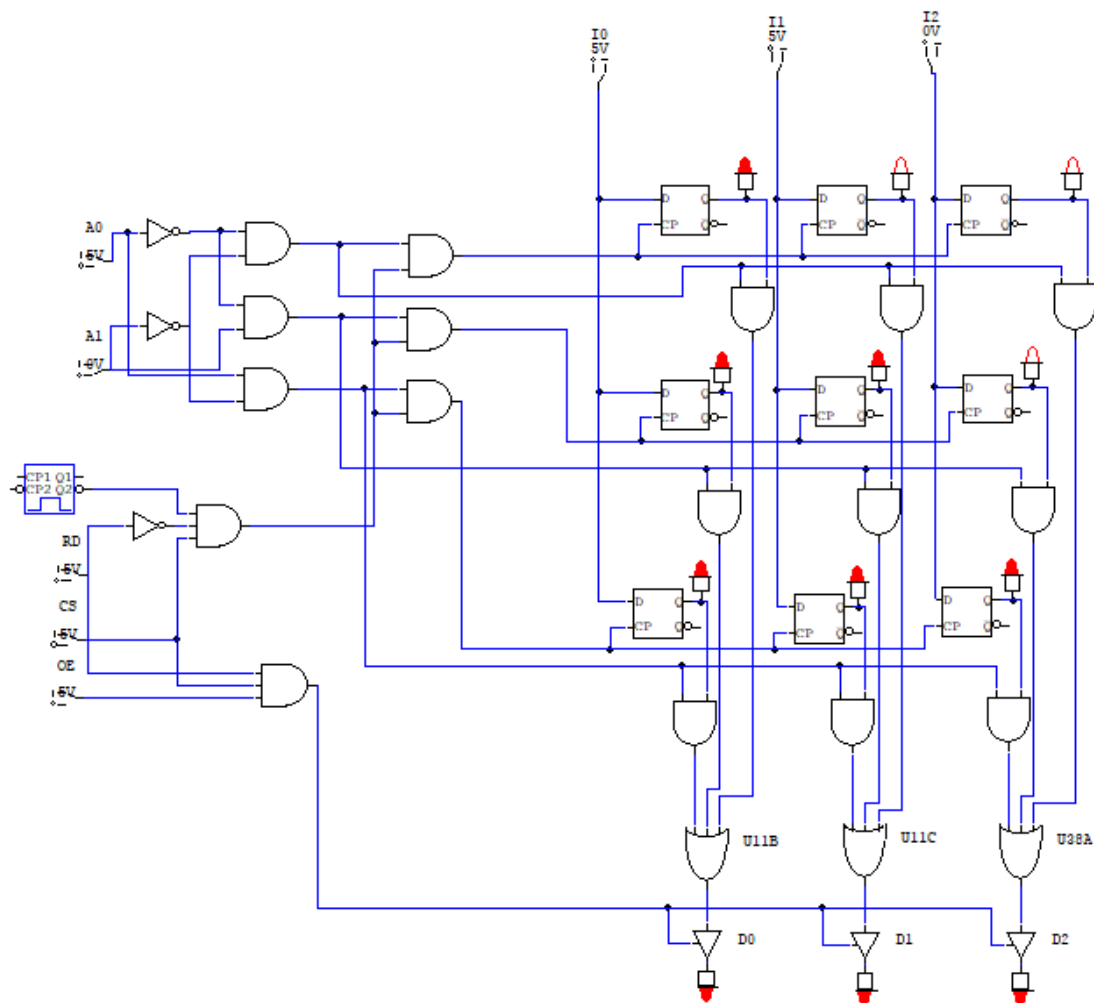 I0
5V
I1
5V
I2
0V
D Q
CP
D Q
CP
D Q
CP
A0
5V
A1
0V
D Q
CP
D Q
CP
D Q
CP
CP1 Q1
CP2 Q2
RD
5V
CS
5V
OE
5V
D Q
CP
D Q
CP
D Q
CP
U11B
U11C
U38A
D0
D1
D2